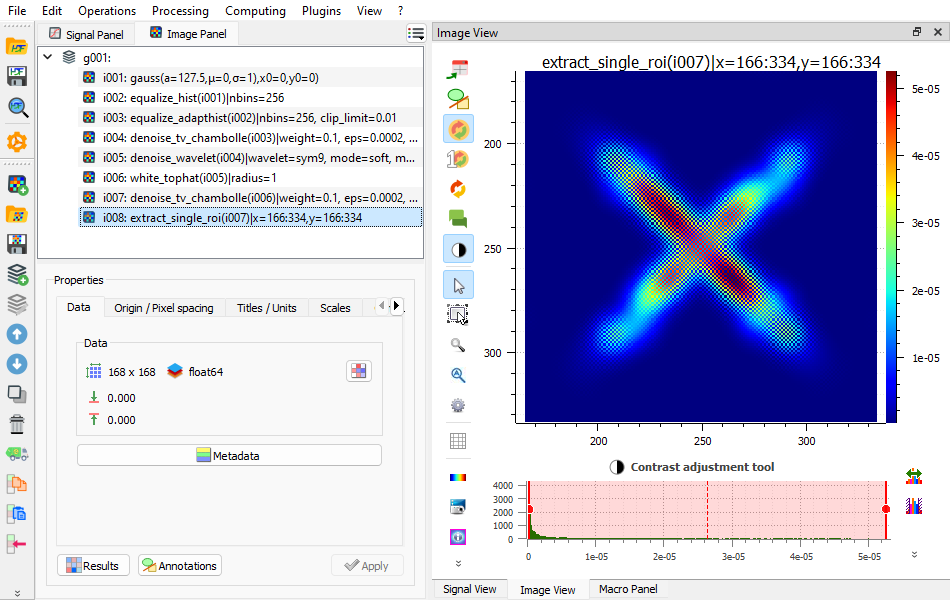 File Edit Operations Processing Computing Plugins View ?
Signal Panel Image Panel
g001:
i001: gauss(a=127.5,μ=0,σ=1),x0=0,y0=0)
i002: equalize_hist(i001)|nbins=256
i003: equalize_adapthist(i002)|nbins=256, clip_limit=0.01
i004: denoise_tv_chambolle(i003)|weight=0.1, eps=0.0002, ...
i005: denoise_wavelet(i004)|wavelet=sym9, mode=soft, m...
i006: white_tophat(i005)|radius=1
i007: denoise_tv_chambolle(i006)|weight=0.1, eps=0.0002, ...
i008: extract_single_roi(i007)|x=166:334,y=166:334
Properties
Data Origin / Pixel spacing Titles / Units Scales
Data
168 x 168 float64
0.000
0.000
Metadata
Results Annotations Apply
Image View
extract_single_roi(i007)|x=166:334,y=166:334
200
250
300
200 250 300
5e-05
4e-05
3e-05
2e-05
1e-05
Contrast adjustment tool
4000
3000
2000
1000
0
0 1e-05 2e-05 3e-05 4e-05 5e-05
Signal View Image View Macro Panel